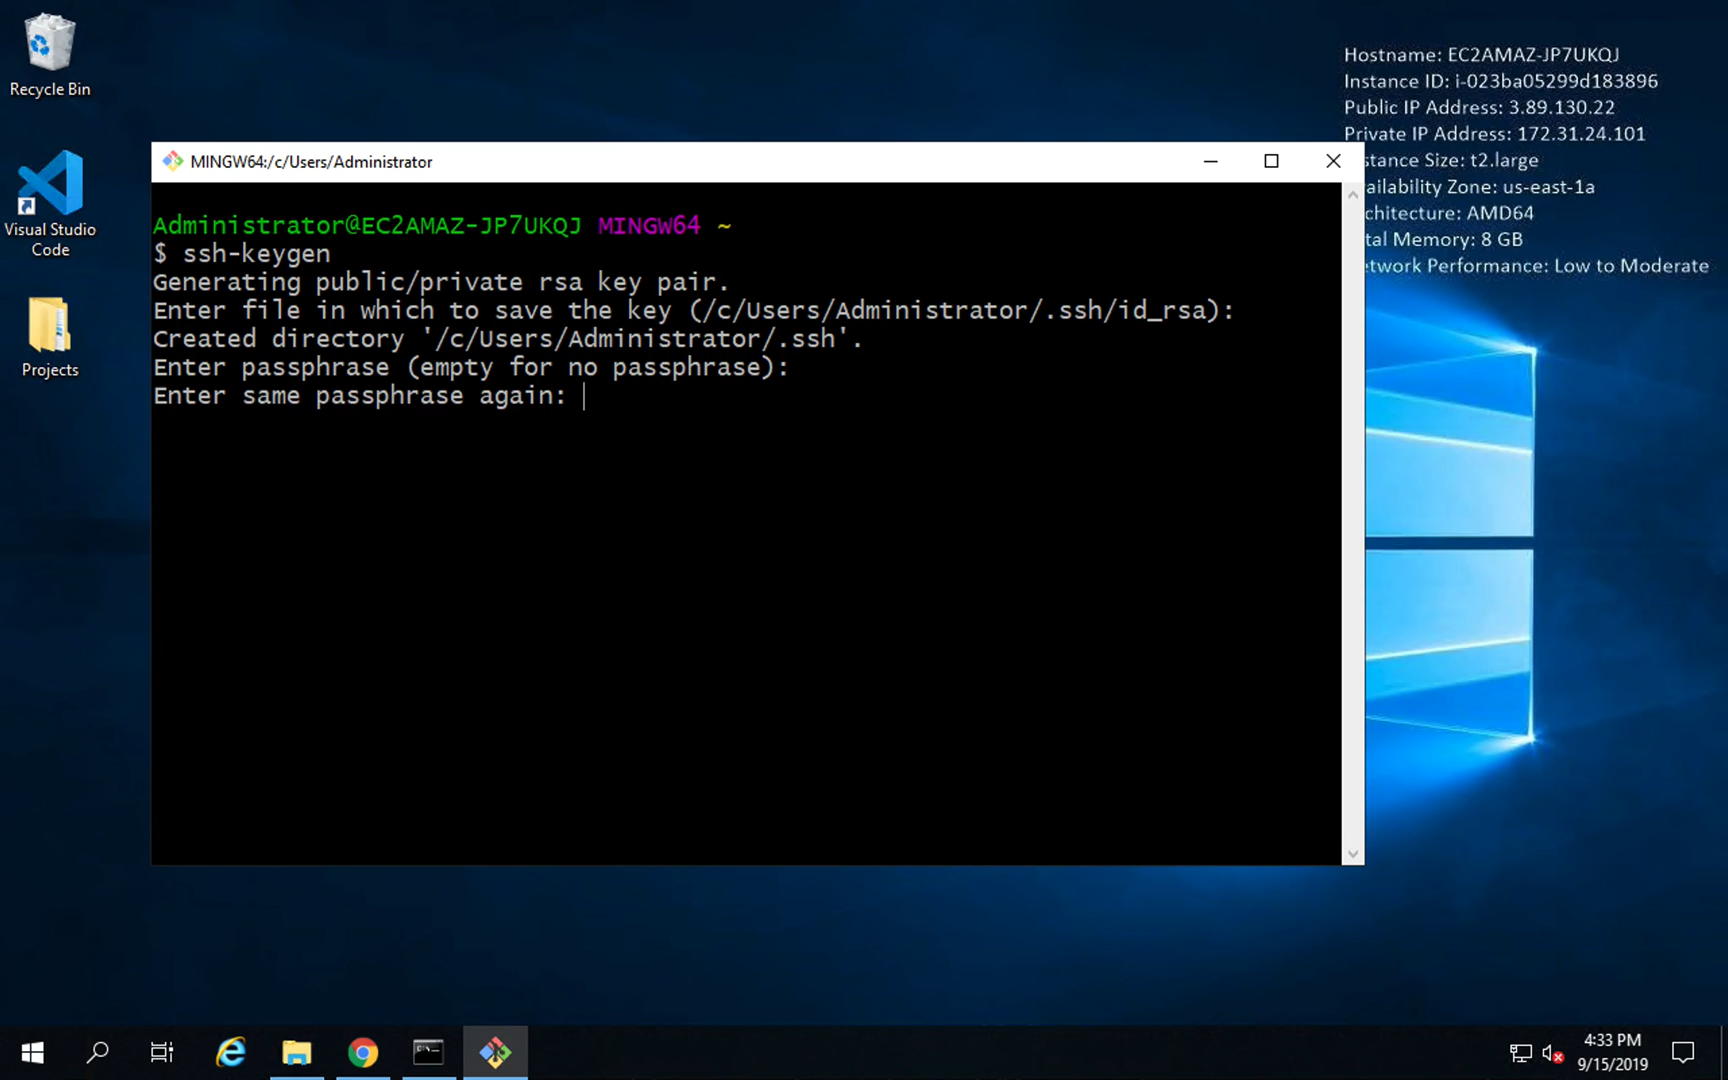 Recycle Bin
Visual Studio
Code
Projects
Hostname: EC2AMAZ-JP7UKQJ
Instance ID: i-023ba05299d183896
Public IP Address: 3.89.130.22
Private IP Address: 172.31.24.101
stance Size: t2.large
ailability Zone: us-east-1a
chitecture: AMD64
tal Memory: 8 GB
etwork Performance: Low to Moderate
MINGW64:/c/Users/Administrator
Administrator@EC2AMAZ-JP7UKQJ MINGW64 ~
$ ssh-keygen
Generating public/private rsa key pair.
Enter file in which to save the key (/c/Users/Administrator/.ssh/id_rsa):
Created directory '/c/Users/Administrator/.ssh'.
Enter passphrase (empty for no passphrase):
Enter same passphrase again:
4:33 PM
9/15/2019